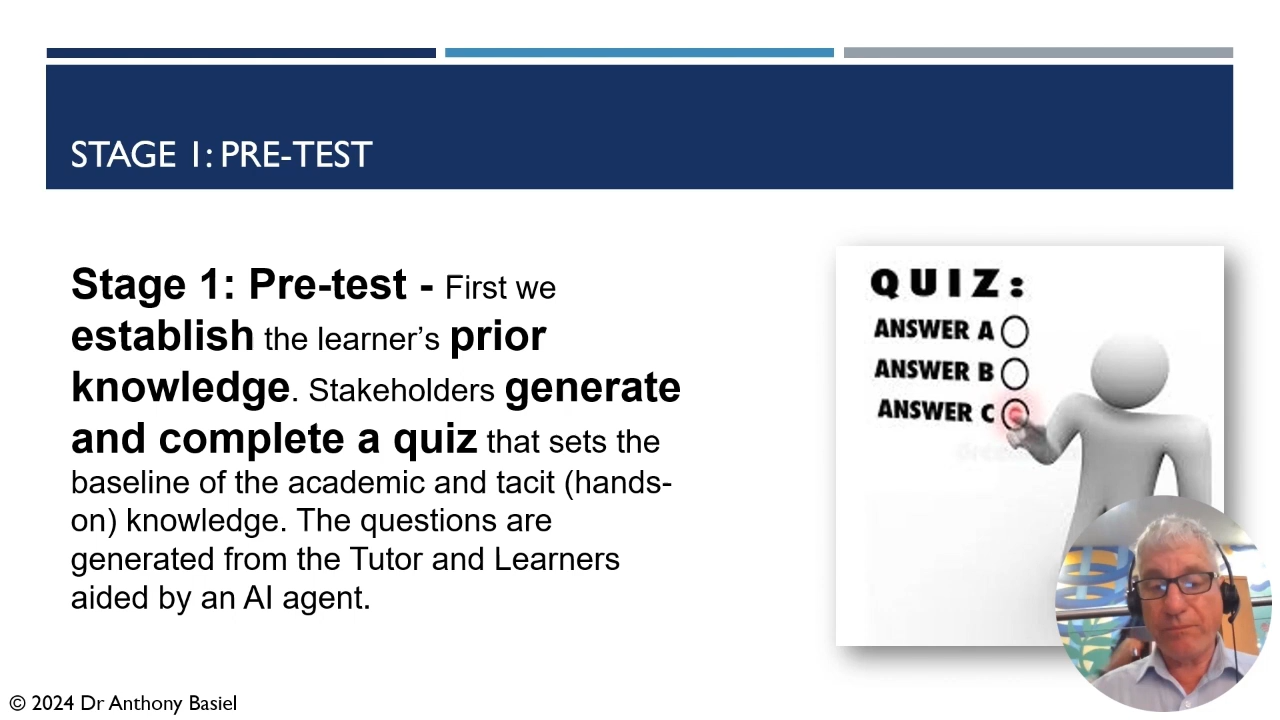 STAGE 1: PRE-TEST
Stage 1: Pre-test - First we
establish the learner’s prior
knowledge. Stakeholders generate
and complete a quiz that sets the
baseline of the academic and tacit (hands-
on) knowledge. The questions are
generated from the Tutor and Learners
aided by an AI agent.
QUIZ:
ANSWER A
ANSWER B
ANSWER C
© 2024 Dr Anthony Basiel